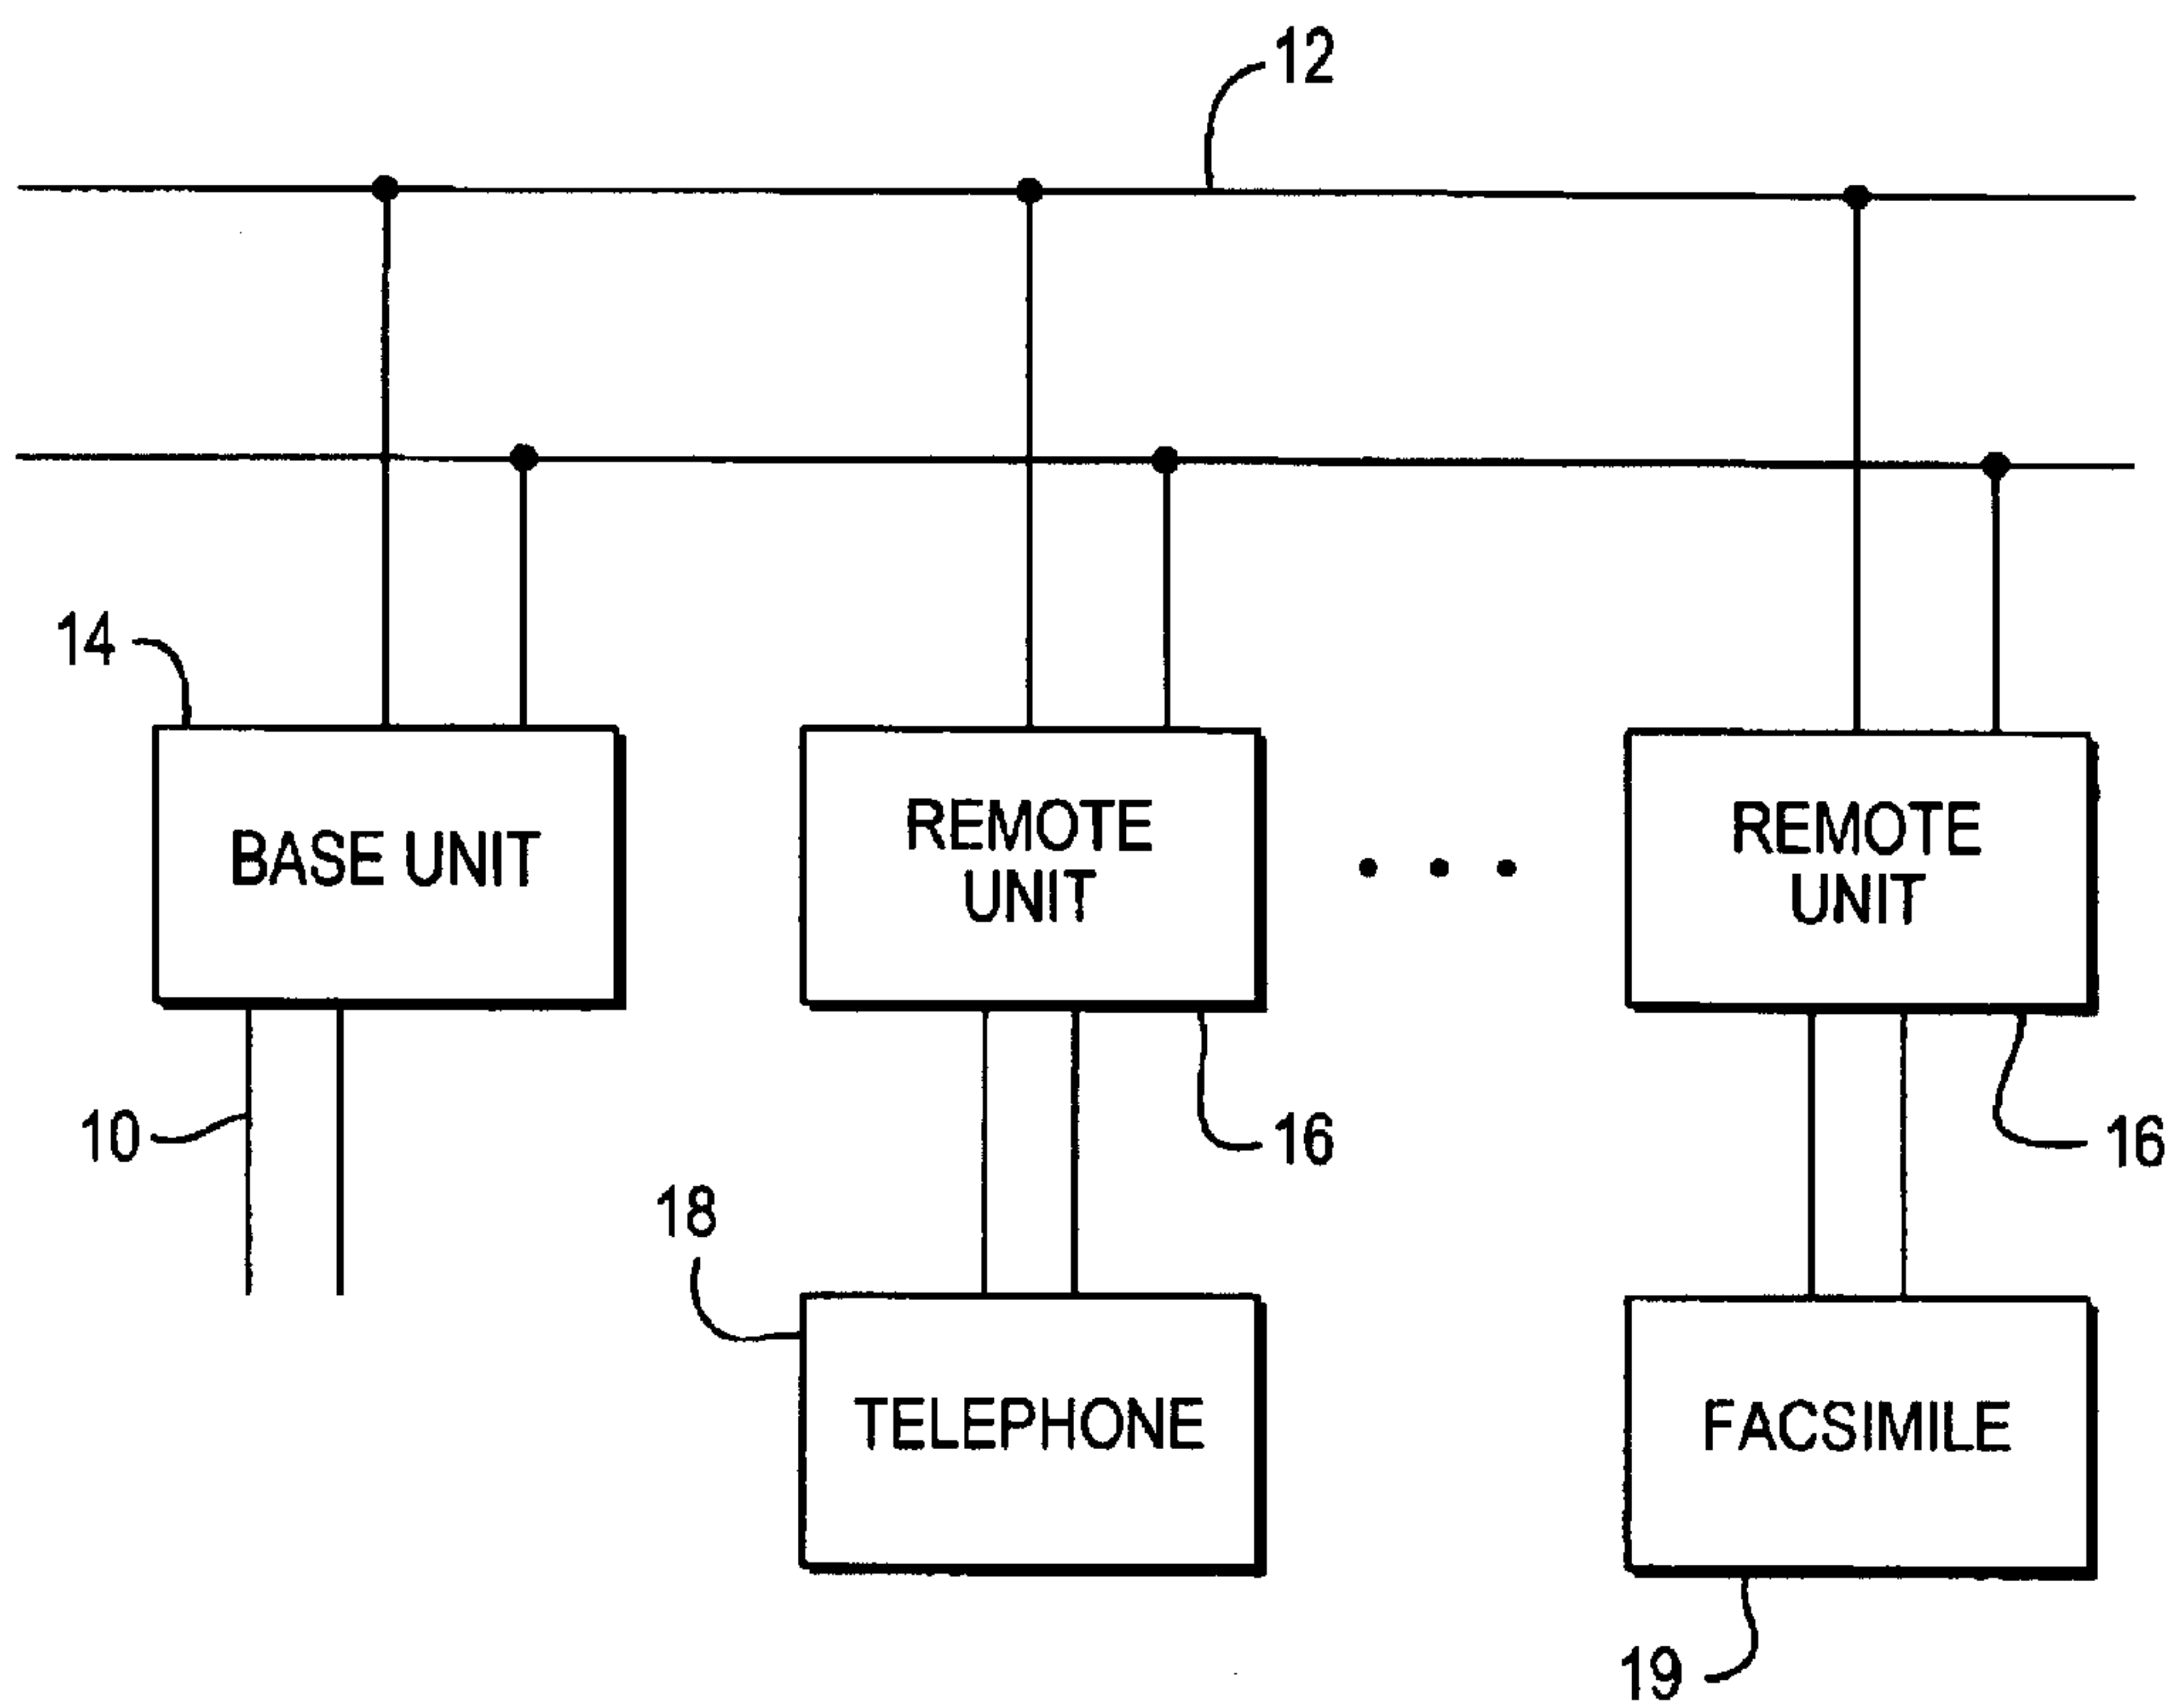 12
14
BASE UNIT
REMOTE
UNIT
REMOTE
UNIT
10
16
16
18
TELEPHONE
FACSIMILE
19